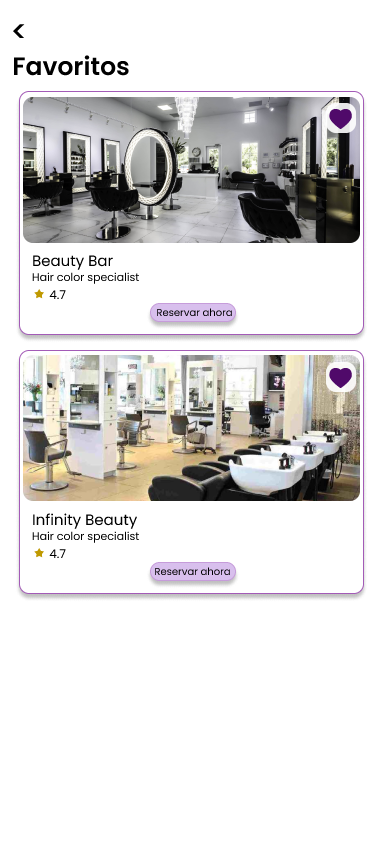 Favoritos
Beauty Bar
Hair color specialist
4.7
Reservar ahora
Infinity Beauty
Hair color specialist
4.7
Reservar ahora